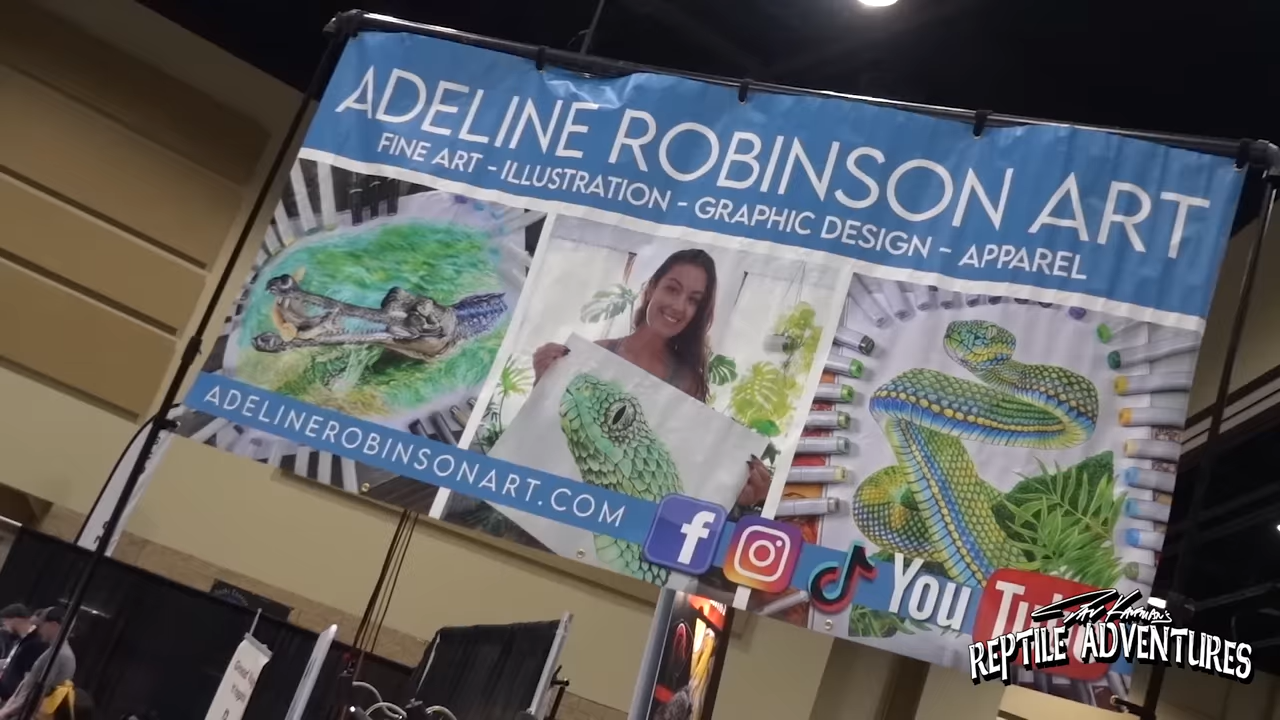 ADELINE ROBINSON ART
FINE ART - ILLUSTRATION - GRAPHIC DESIGN - APPAREL
ADELINEROBINSONART.COM
f
You
REPTILE ADVENTURES